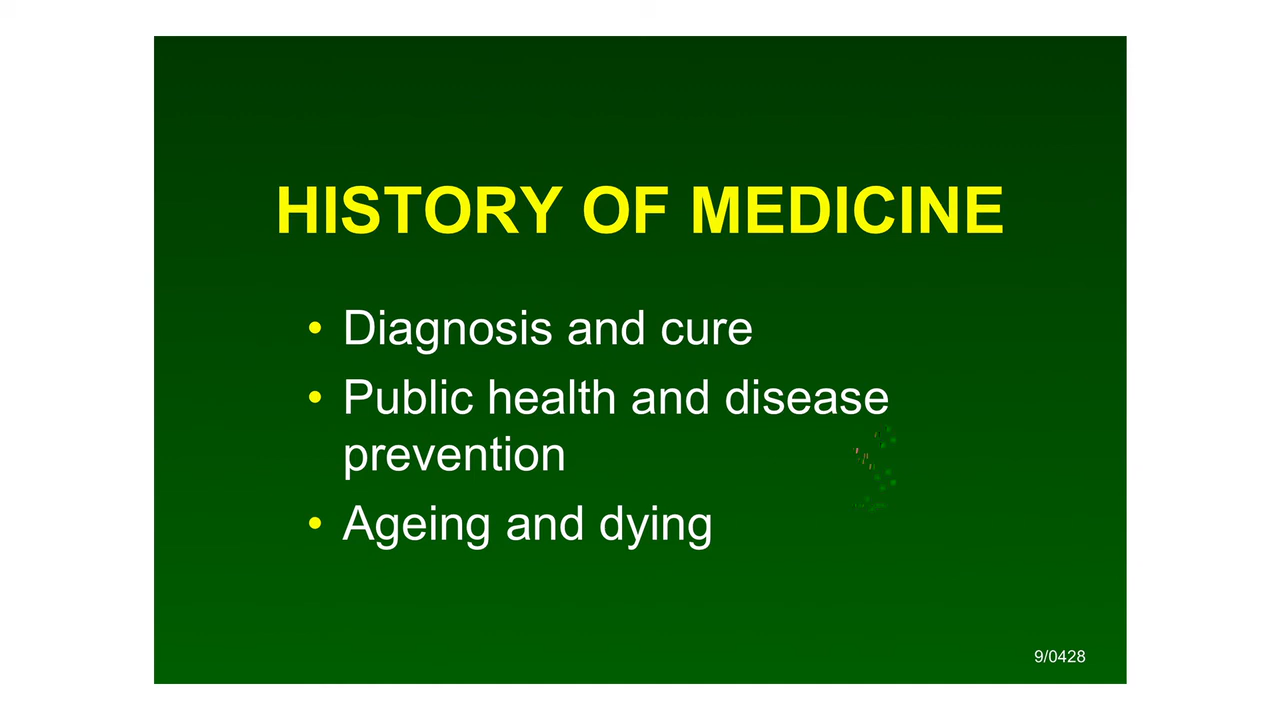 HISTORY OF MEDICINE
• Diagnosis and cure
• Public health and disease
prevention
• Ageing and dying
9/0428